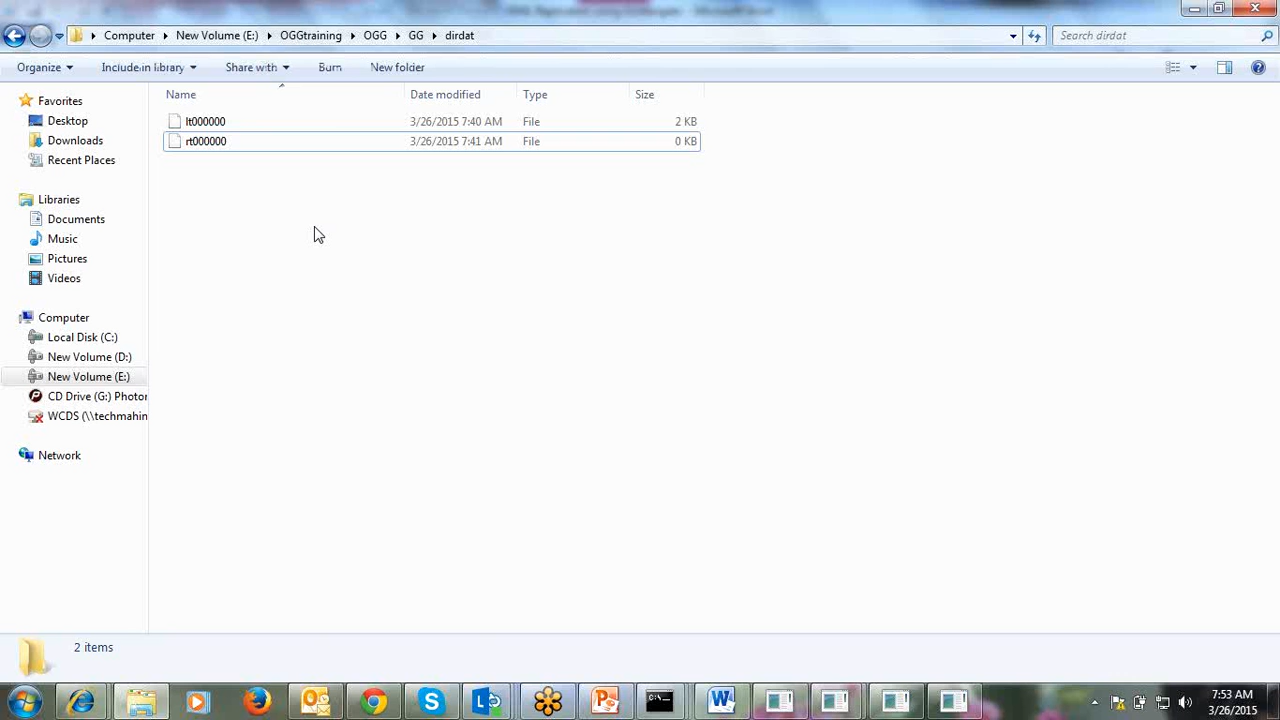 Computer New Volume (E:) OGGtraining OGG GG dirdat Search dirdat
Organize Include in library Share with Burn New folder
Name Date modified Type Size
lt000000 3/26/2015 7:40 AM File 2 KB
rt000000 3/26/2015 7:41 AM File 0 KB
Favorites
Desktop
Downloads
Recent Places
Libraries
Documents
Music
Pictures
Videos
Computer
Local Disk (C:)
New Volume (D:)
New Volume (E:)
CD Drive (G:) Photon
WCDS (\\techmahin
Network
2 items
C:\.
7:53 AM
3/26/2015